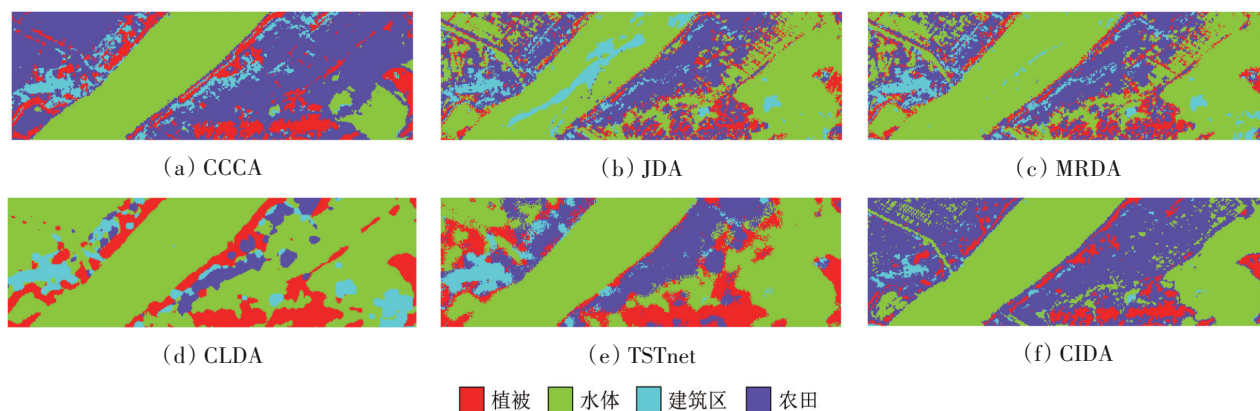 (a) CCCA
(b) JDA
(c) MRDA
(d) CLDA
(e) TSTnet
(f) CIDA
植被 水体 建筑区 农田